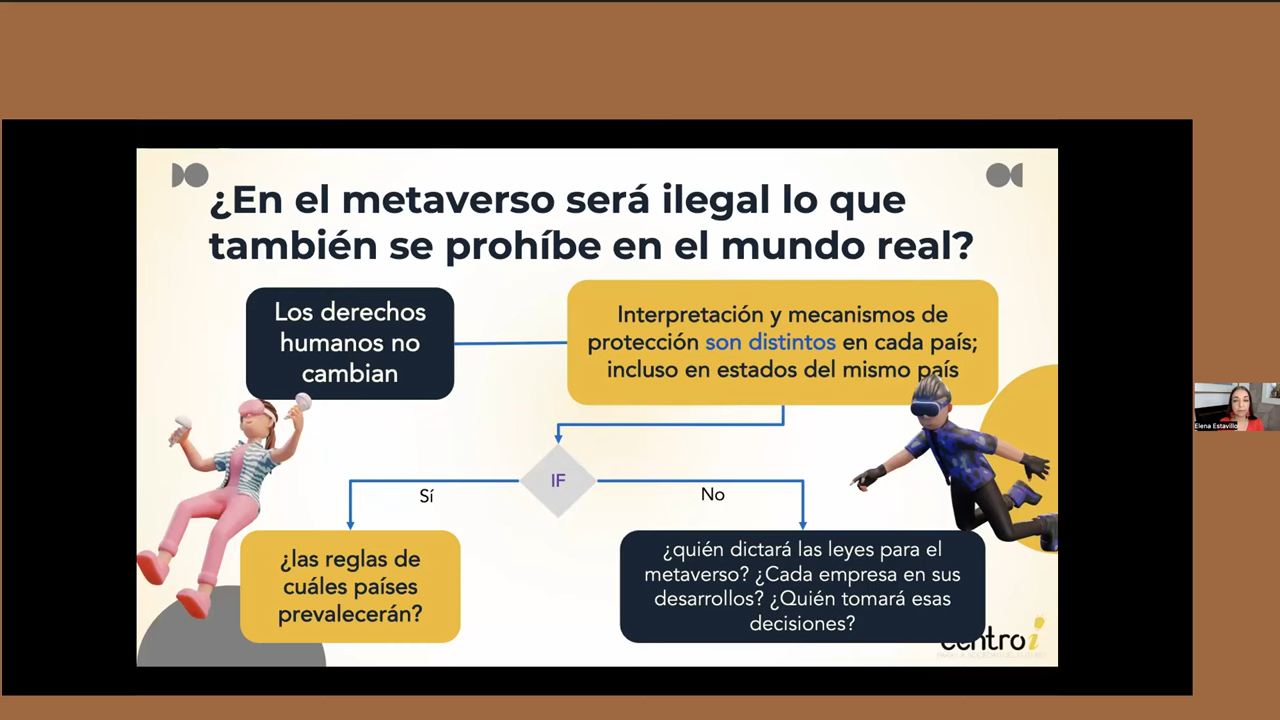 ¿En el metaverso será ilegal lo que
también se prohíbe en el mundo real?
Los derechos
humanos no
cambian
Interpretación y mecanismos de
protección son distintos en cada país;
incluso en estados del mismo país
IF
Sí
No
¿las reglas de
cuáles países
prevalecerán?
¿quién dictará las leyes para el
metaverso? ¿Cada empresa en sus
desarrollos? ¿Quién tomará esas
decisiones?
centro i
Elena Estavillo